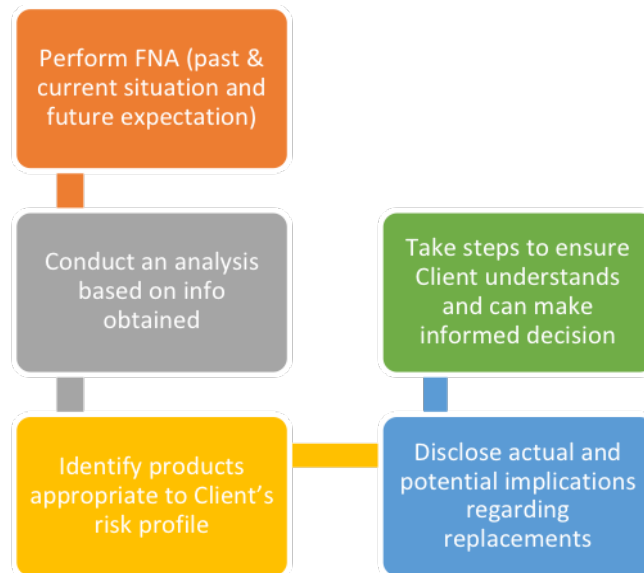 Perform FNA (past &
current situation and
future expectation)
Conduct an analysis
based on info
obtained
Identify products
appropriate to Client's
risk profile
Disclose actual and
potential implications
regarding
replacements
Take steps to ensure
Client understands
and can make
informed decision